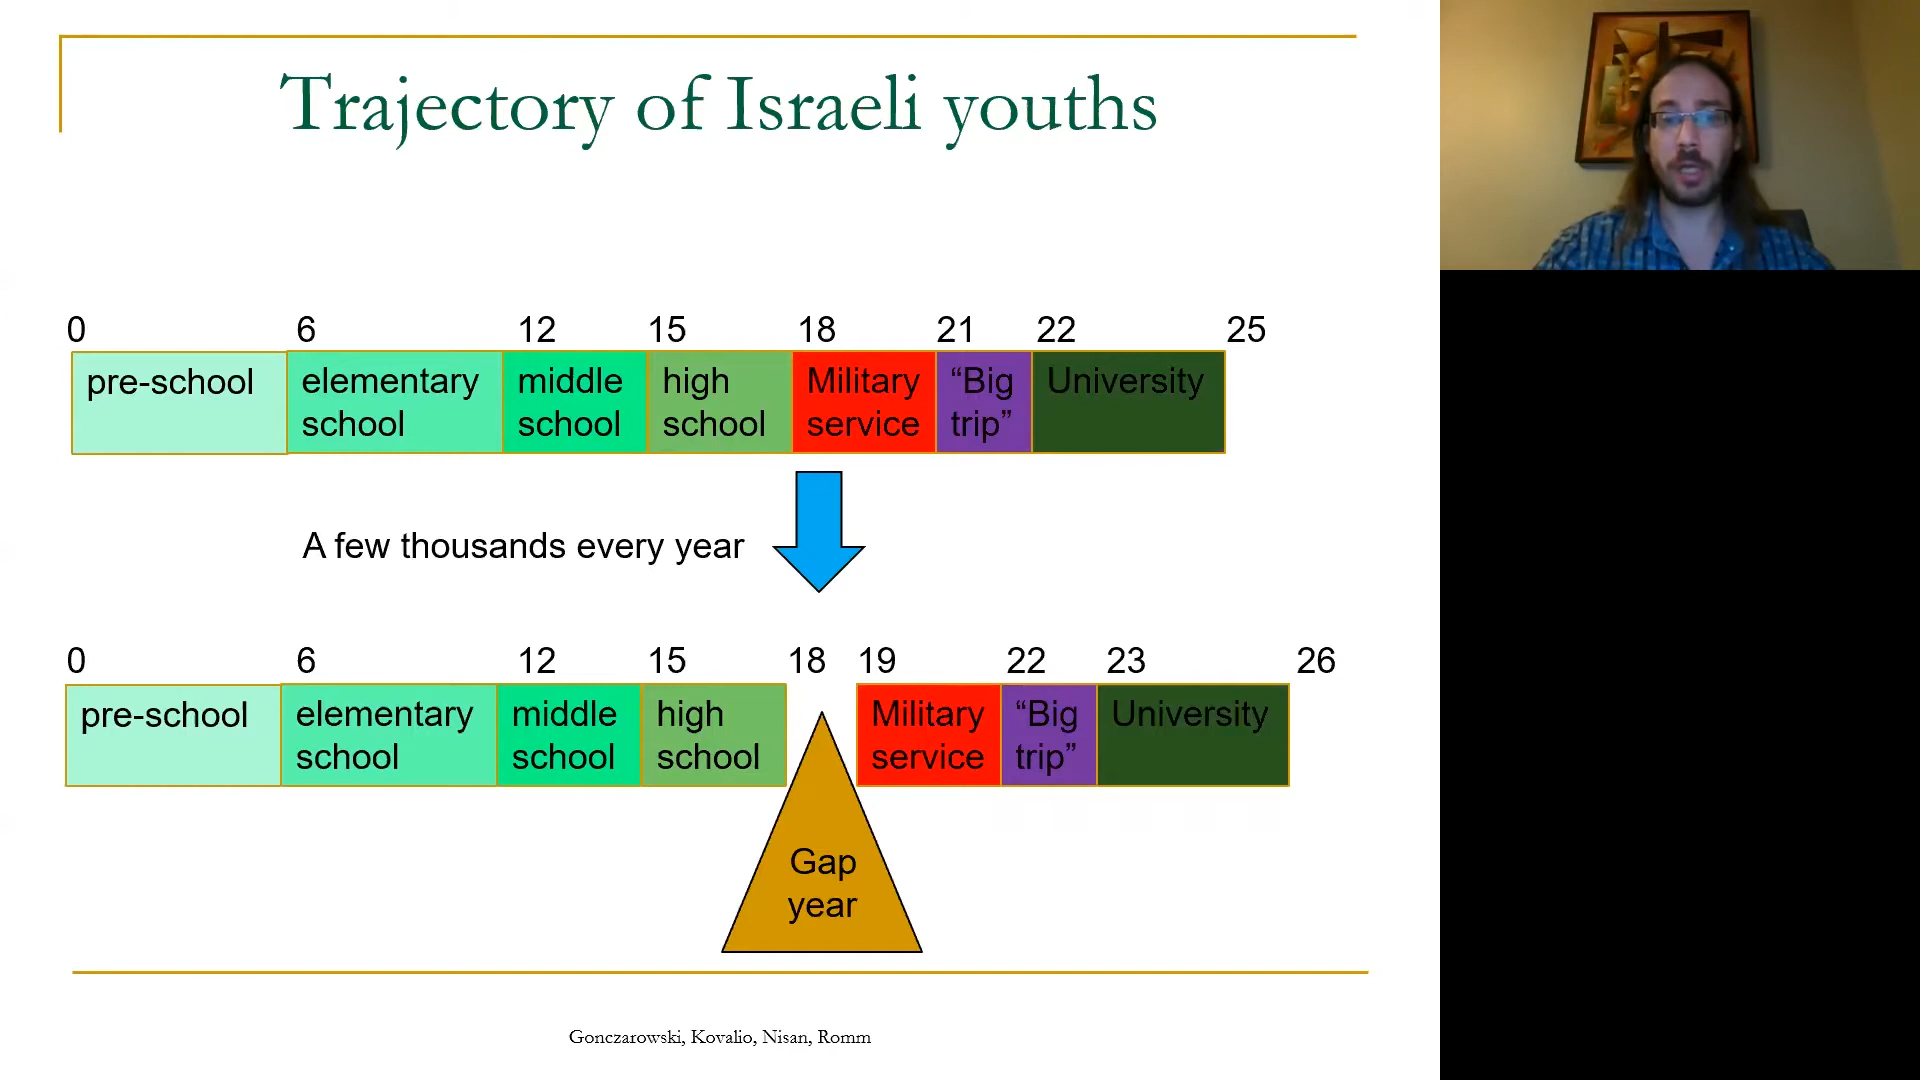 Trajectory of Israeli youths
0 6 12 15 18 21 22 25
pre-school elementary school middle school high school Military service “Big trip” University
A few thousands every year
0 6 12 15 18 19 22 23 26
pre-school elementary school middle school high school Military service “Big trip” University
Gap
year
Gonczarowski, Kovalio, Nisan, Romm